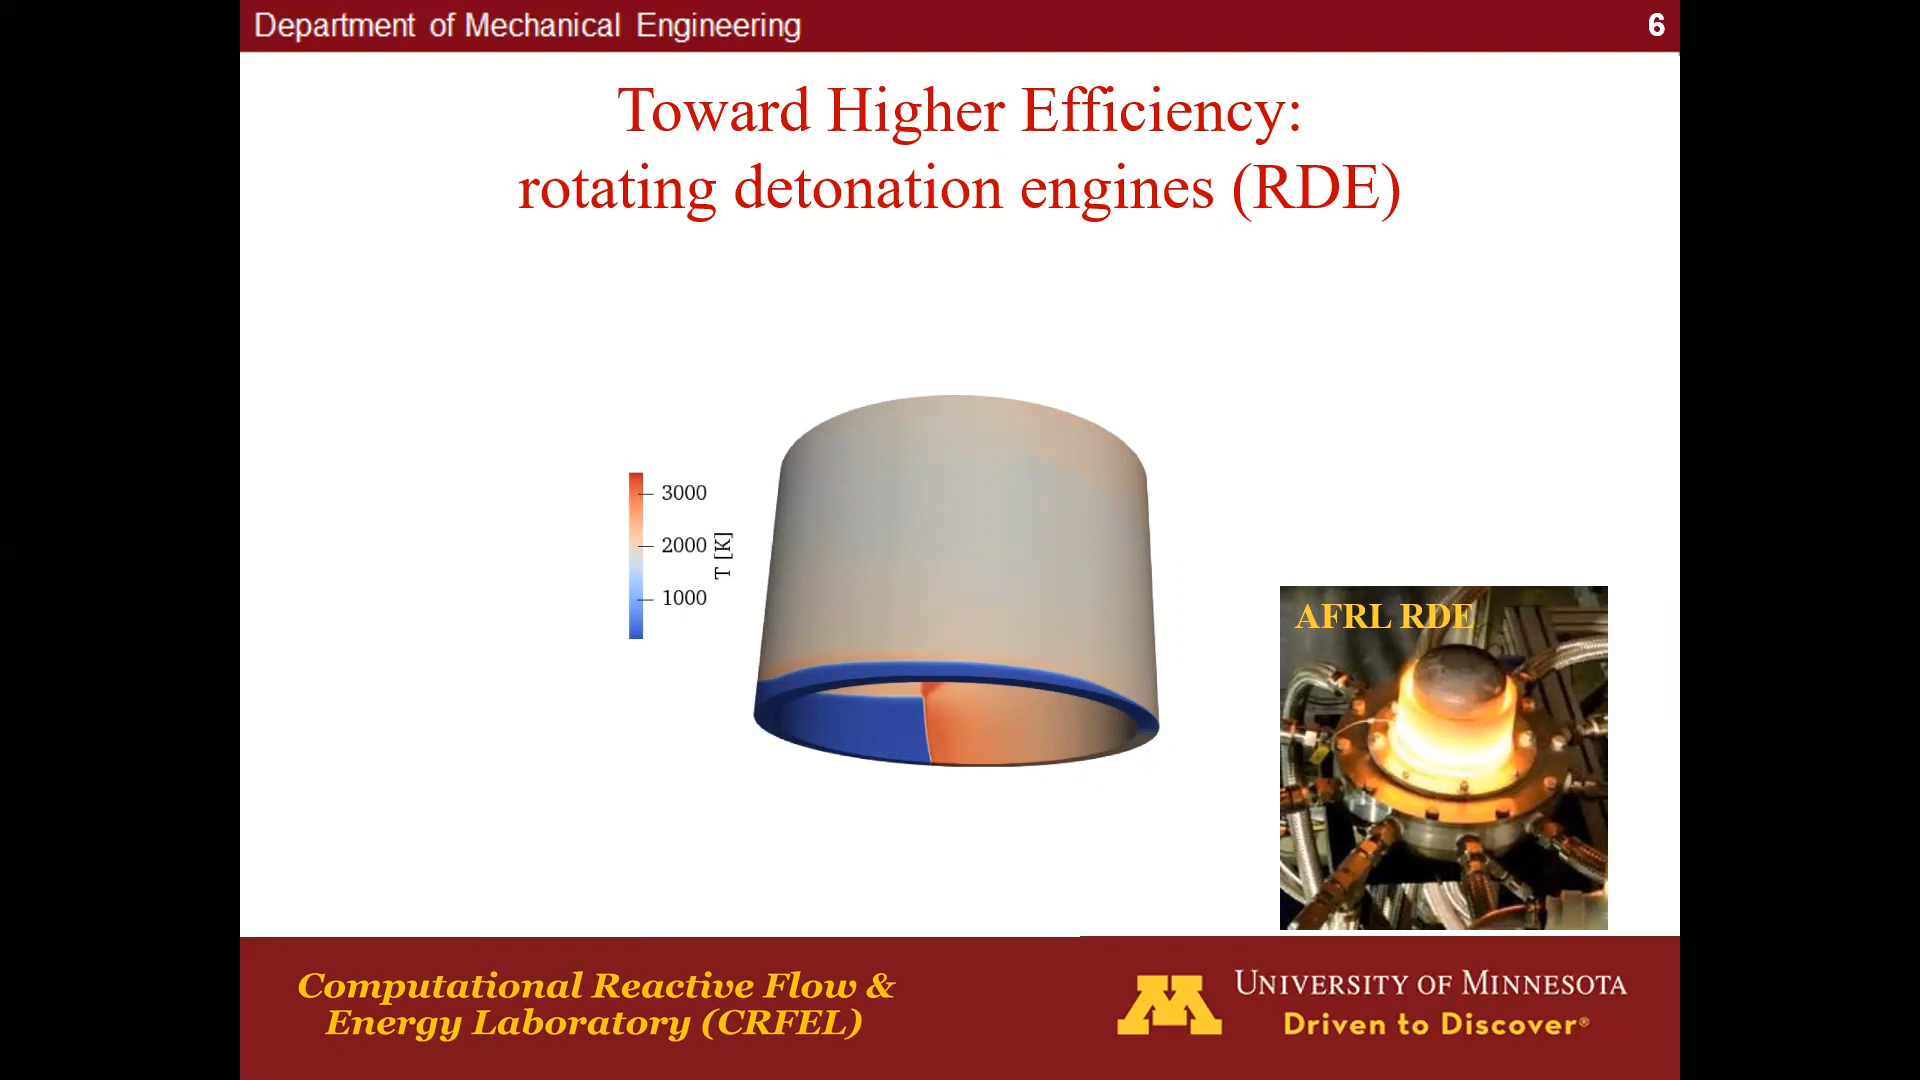 Department of Mechanical Engineering
6
Toward Higher Efficiency:
rotating detonation engines (RDE)
3000
2000
1000
T [K]
AFRL RDE
Computational Reactive Flow &
Energy Laboratory (CRFEL)
M
UNIVERSITY OF MINNESOTA
Driven to Discover®